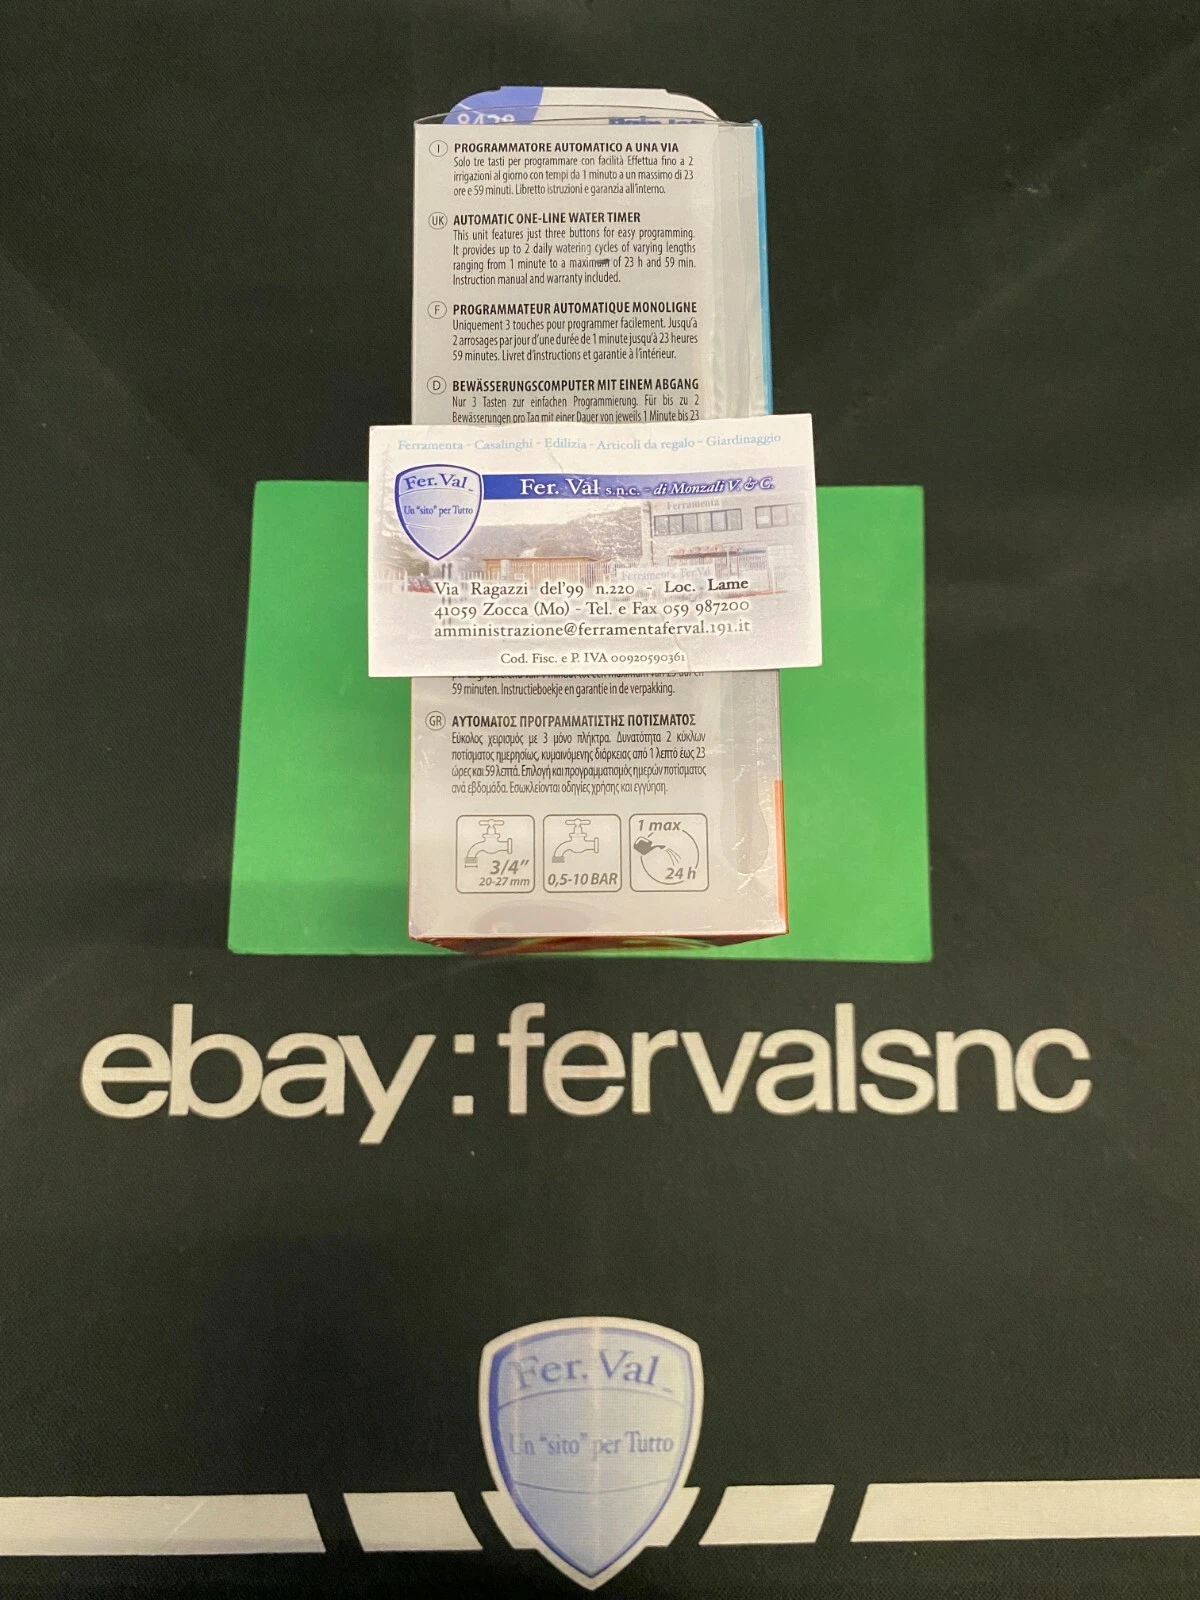 I PROGRAMMATORE AUTOMATICO A UNA VIA
Solo tre tasti per programmare con facilità Effettua fino a 2
irrigazioni al giorno con tempi da 1 minuto a un massimo di 23
ore e 59 minuti. Libretto istruzioni e garanzia all'interno.
UK AUTOMATIC ONE-LINE WATER TIMER
This unit features just three buttons for easy programming.
It provides up to 2 daily watering cycles of varying lengths
ranging from 1 minute to a maximum of 23 h and 59 min.
Instruction manual and warranty included.
F PROGRAMMATEUR AUTOMATIQUE MONOLIGNE
Uniquement 3 touches pour programmer facilement. Jusqu'à
2 arrosages par jour d'une durée de 1 minute jusqu'à 23 heures
59 minutes. Livret d'instructions et garantie à l'intérieur.
D BEWÄSSERUNGSCOMPUTER MIT EINEM ABGANG
Nur 3 Tasten zur einfachen Programmierung. Für bis zu 2
Bewässerungen pro Tag mit einer Dauer von jeweils 1 Minute bis 23
Ferramenta - Casalinghi - Edilizia - Articoli da regalo - Giardinaggio
Fer. Val
Un "sito" per Tutto
Fer. Val s.n.c. - di Monzali V. & C.
Ferramenta
Ferramenta Fer.Val
Via Ragazzi del'99 n.220 - Loc. Lame
41059 Zocca (Mo) - Tel. e Fax 059 987200
amministrazione@ferramentaferval.191.it
Cod. Fisc. e P. IVA 00920590361
59 minuten. Instructieboekje en garantie in de verpakking.
GR ΑΥΤΟΜΑΤΟΣ ΠΡΟΓΡΑΜΜΑΤΙΣΤΗΣ ΠΟΤΙΣΜΑΤΟΣ
Εύκολος χειρισμός με 3 μόνο πλήκτρα. Δυνατότητα 2 κύκλων
ποτίσματος ημερησίως, κυμαινόμενης διάρκειας από 1 λεπτό έως 23
ώρες και 59 λεπτά. Επιλογή και προγραμματισμός ημερών ποτίσματος
ανά εβδομάδα. Εσωκλείονται οδηγίες χρήσης και εγγύηση.
3/4"
20-27 mm
0,5-10 BAR
1 max
24 h
ebay:fervalsnc
Fer. Val
Un "sito" per Tutto